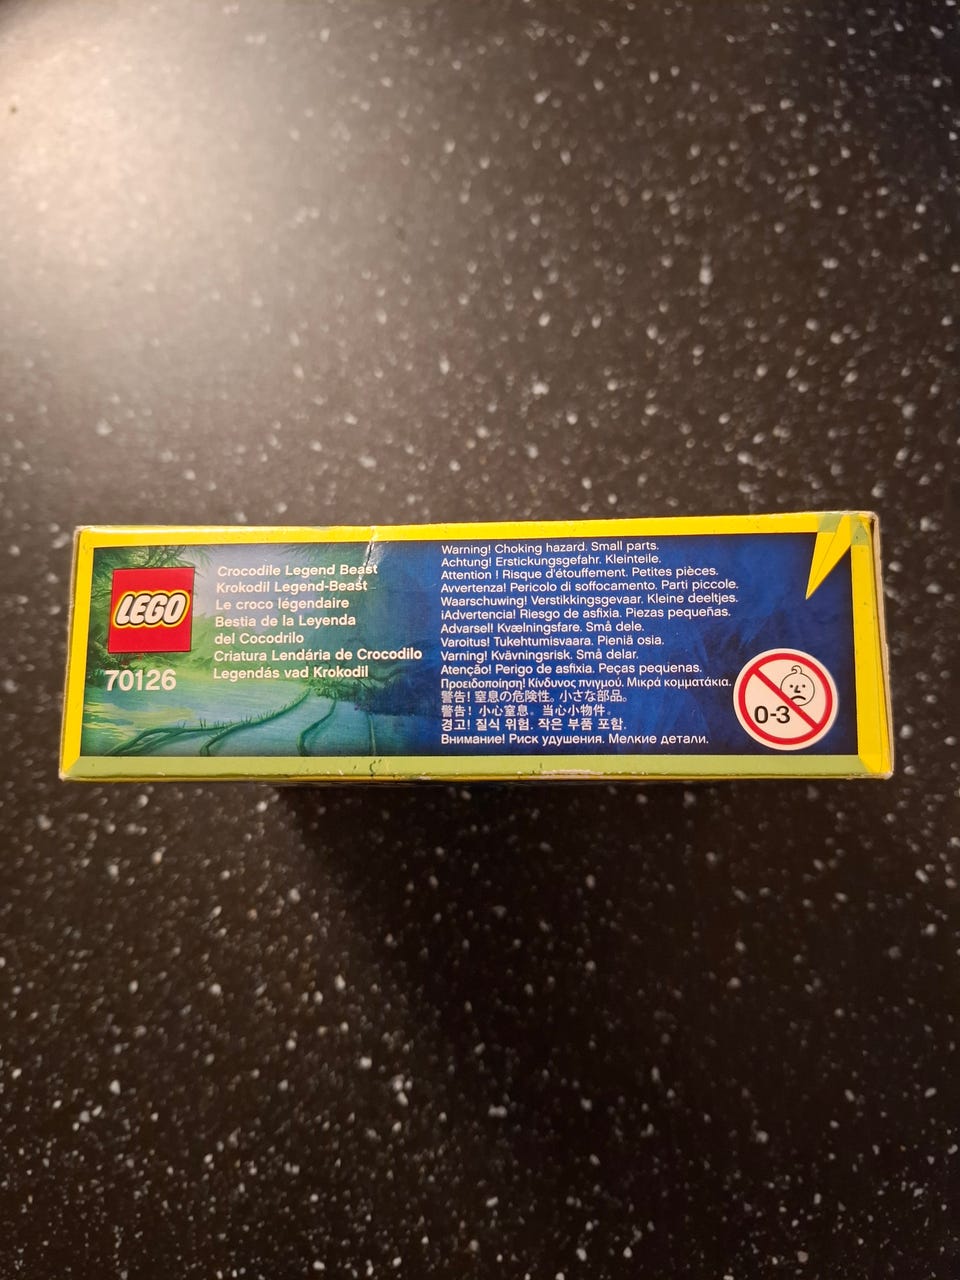 LEGO
70126
Crocodile Legend Beast
Krokodil Legend-Beast
Le croco légendaire
Bestia de la Leyenda
del Cocodrilo
Criatura Lendária de Crocodilo
Legendás vad Krokodil
Warning! Choking hazard. Small parts.
Achtung! Erstickungsgefahr. Kleinteile.
Attention ! Risque d'étouffement. Petites pièces.
Avvertenza! Pericolo di soffocamento. Parti piccole.
Waarschuwing! Verstikkingsgevaar. Kleine deeltjes.
¡Advertencia! Riesgo de asfixia. Piezas pequeñas.
Advarsel! Kvælningsfare. Små dele.
Varoitus! Tukehtumisvaara. Pieniä osia.
Varning! Kvävningsrisk. Små delar.
Atenção! Perigo de asfixia. Peças pequenas.
Προειδοποίηση! Κίνδυνος πνιγμού. Μικρά κομματάκια.
警告! 窒息の危険性。小さな部品。
警告! 小心窒息。当心小物件。
경고! 질식 위험. 작은 부품 포함.
Внимание! Риск удушения. Мелкие детали.
0-3